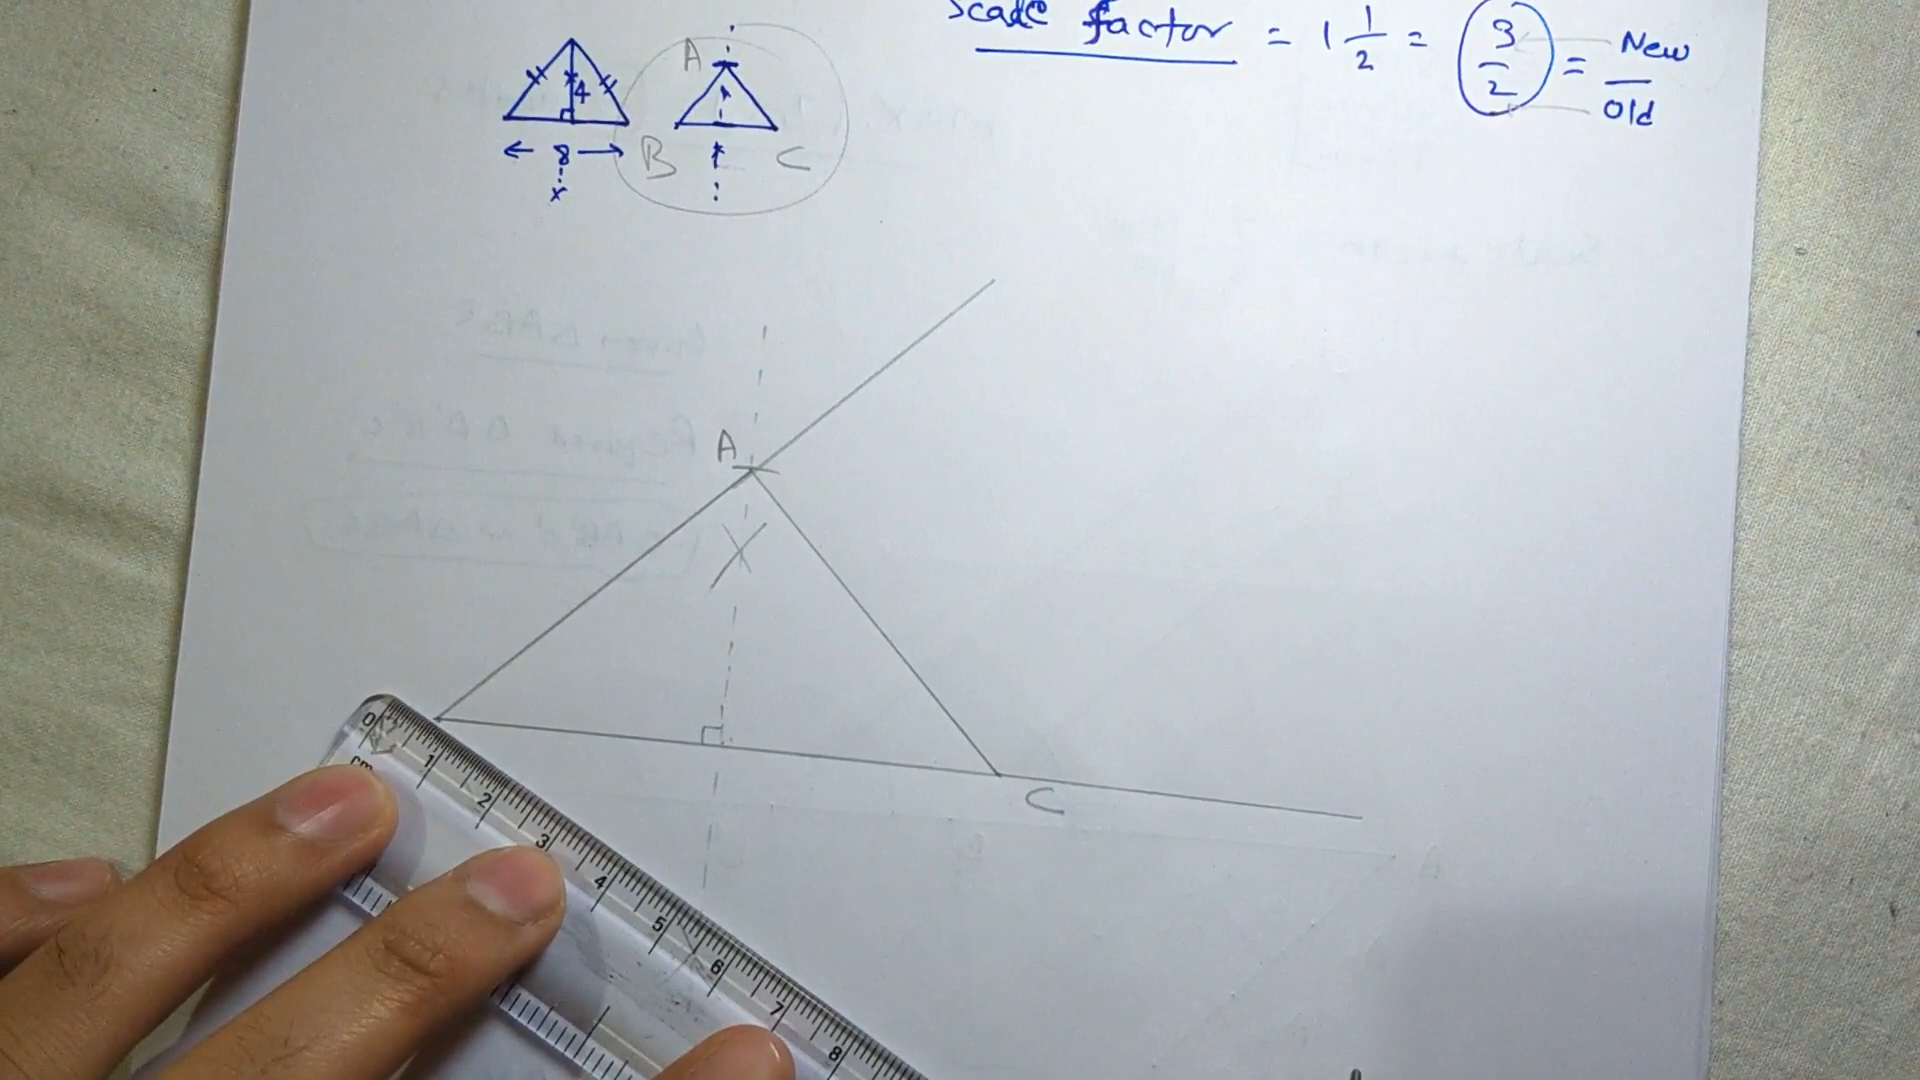 Scale factor = 1 1/2 = 3/2 = New/Old
4
8
x
A
B C
A
C
0 1 2 3 4 5 6 7 8
cm